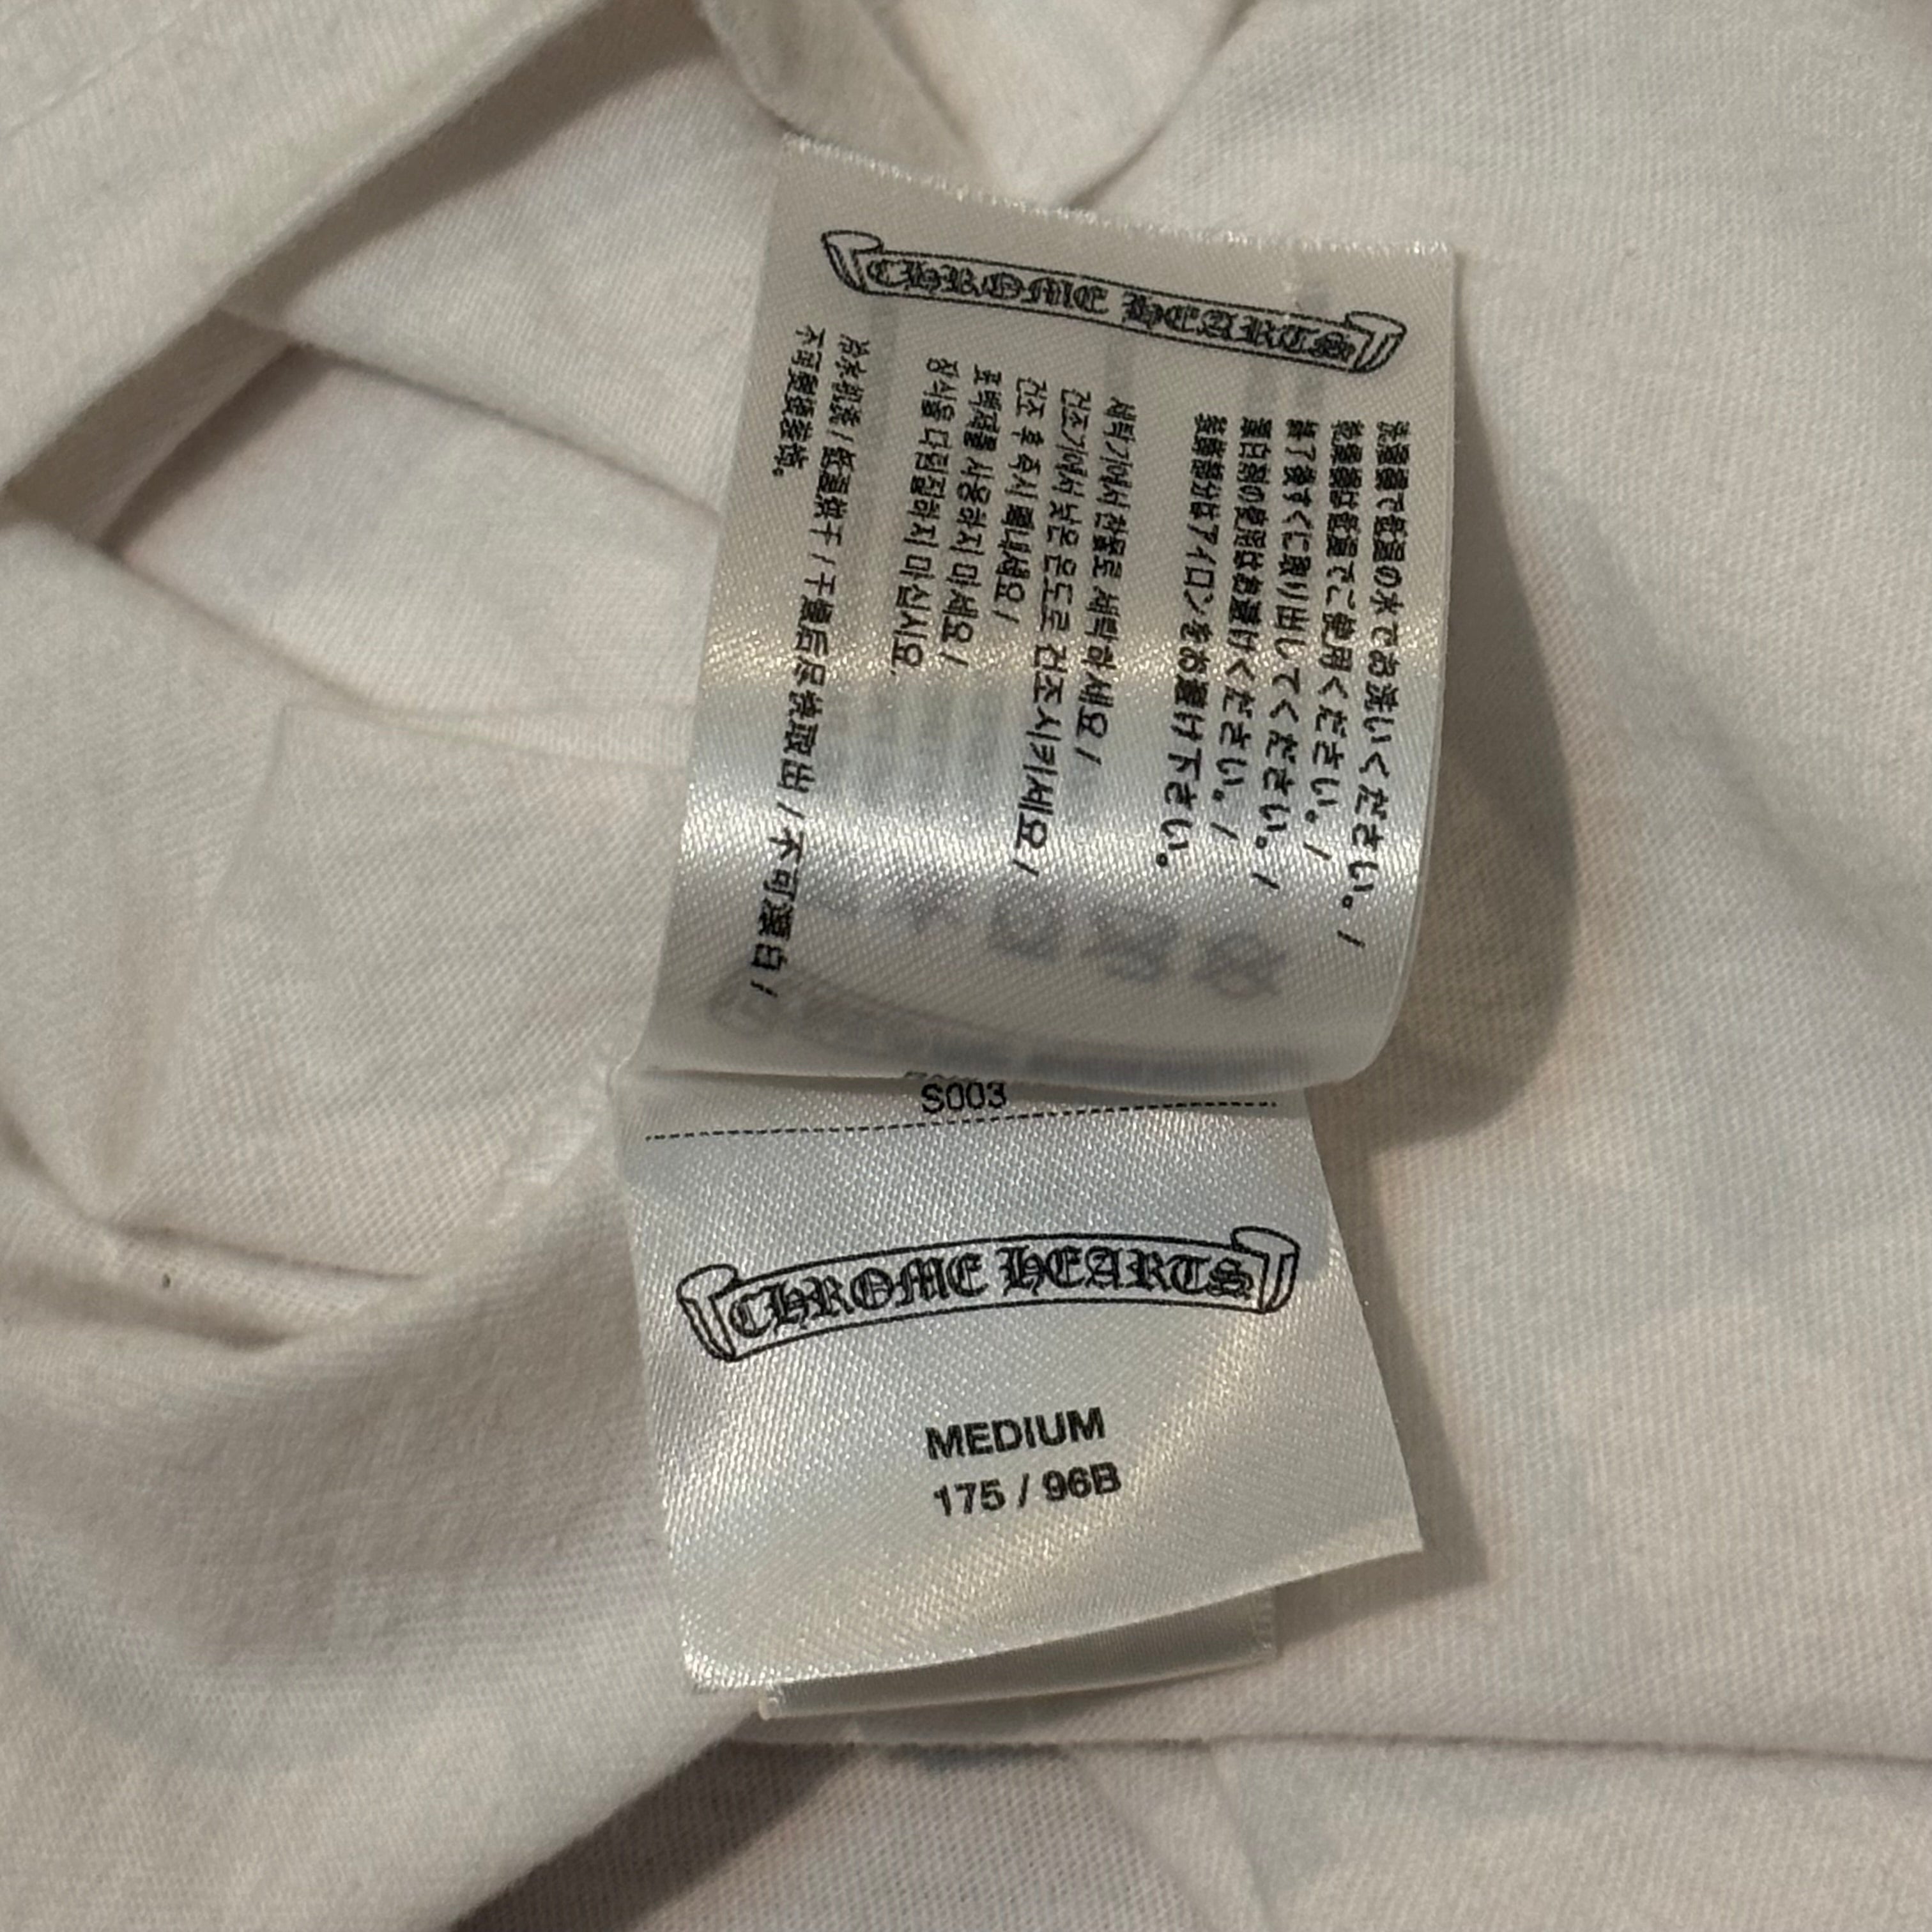 CHROME HEARTS
洗濯器で低温の水でお洗いください。/
乾燥器は低温でご使用ください。/
終了後すぐに取り出してください。/
蛋白剤の使用はお避けください。/
装飾部分はアイロンをお避け下さい。
세탁기에서 찬물로 세탁하세요 /
건조기에서 낮은 온도로 건조시키세요 /
건조 후 즉시 꺼내세요 /
표백제를 사용하지 마세요 /
장식을 다림질하지 마십시오.
冷水机洗 / 低温烘干 / 干燥后尽快取出 / 不可漂白 /
不可熨烫装饰。
S003
CHROME HEARTS
MEDIUM
175 / 96B